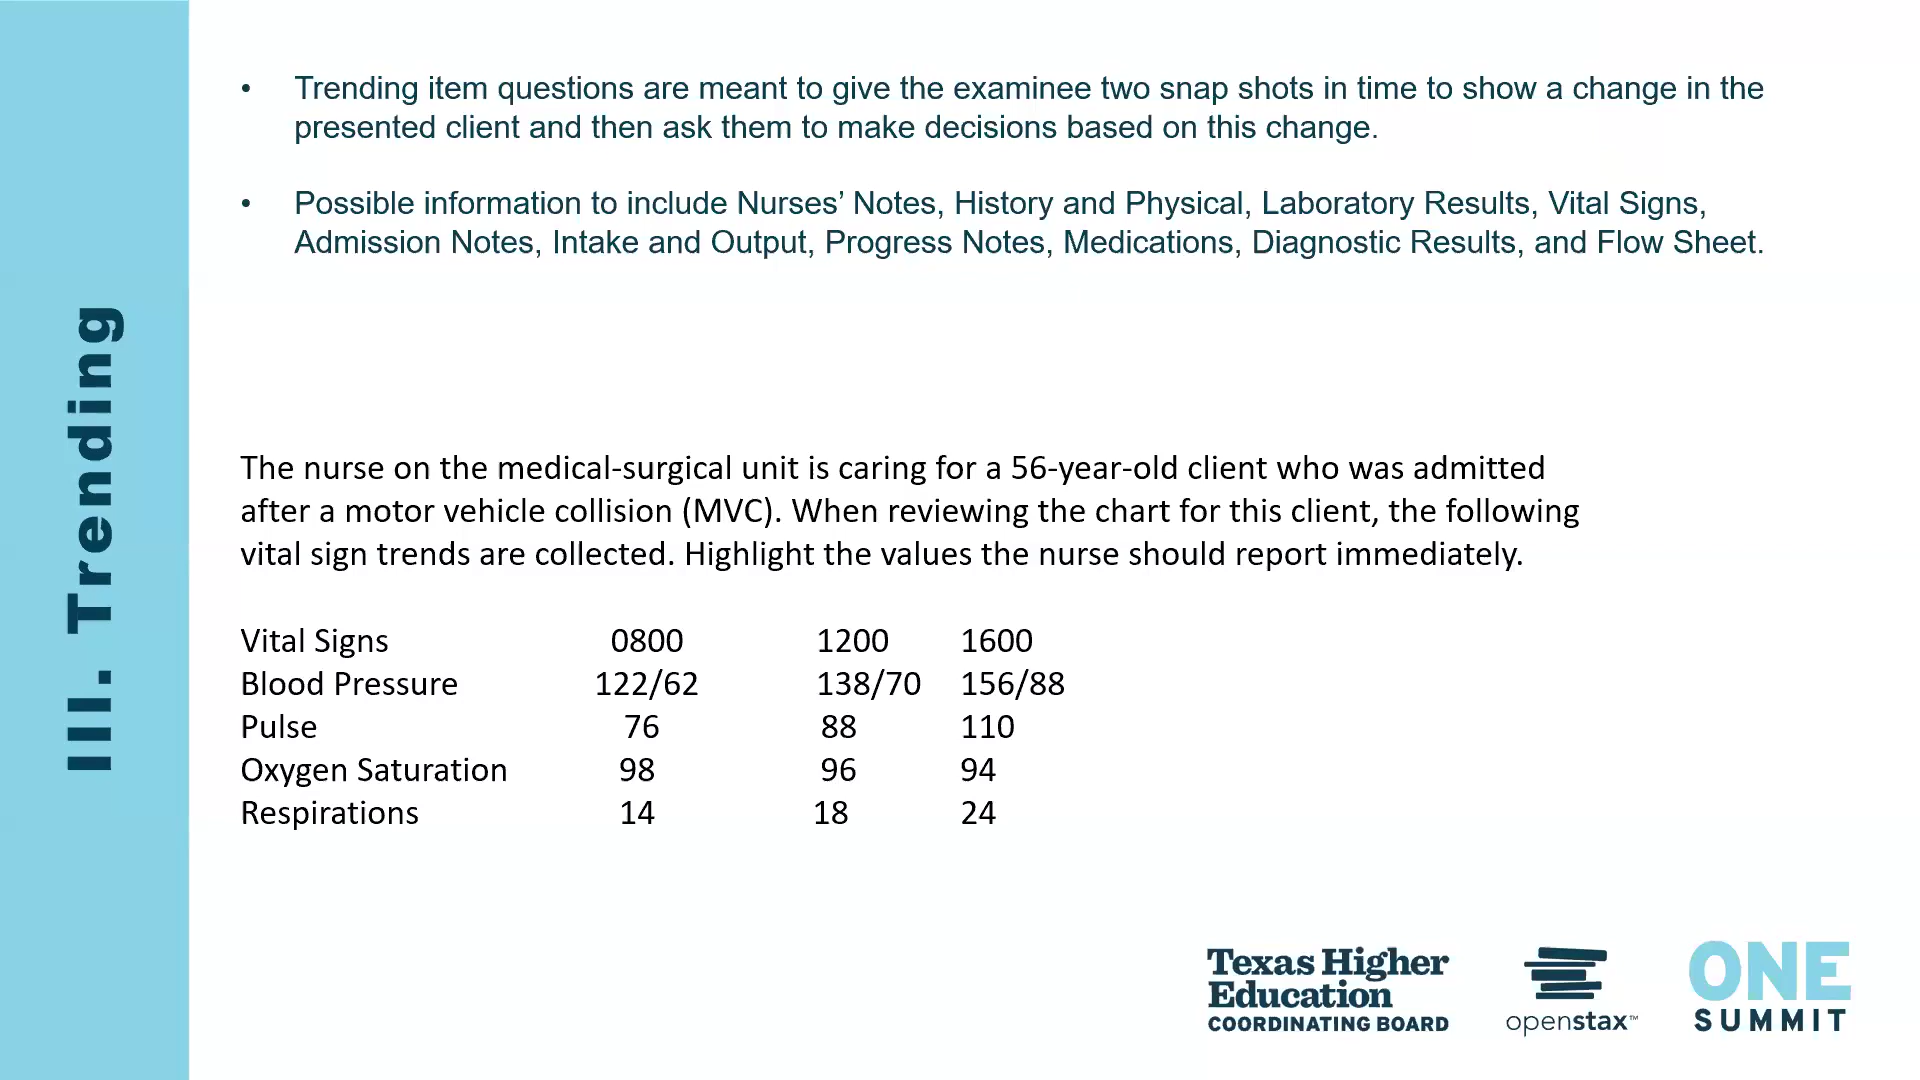 III. Trending
• Trending item questions are meant to give the examinee two snap shots in time to show a change in the
presented client and then ask them to make decisions based on this change.
• Possible information to include Nurses’ Notes, History and Physical, Laboratory Results, Vital Signs,
Admission Notes, Intake and Output, Progress Notes, Medications, Diagnostic Results, and Flow Sheet.
The nurse on the medical-surgical unit is caring for a 56-year-old client who was admitted
after a motor vehicle collision (MVC). When reviewing the chart for this client, the following
vital sign trends are collected. Highlight the values the nurse should report immediately.
Vital Signs 0800 1200 1600
Blood Pressure 122/62 138/70 156/88
Pulse 76 88 110
Oxygen Saturation 98 96 94
Respirations 14 18 24
Texas Higher
Education
COORDINATING BOARD
openstax™
ONE
SUMMIT